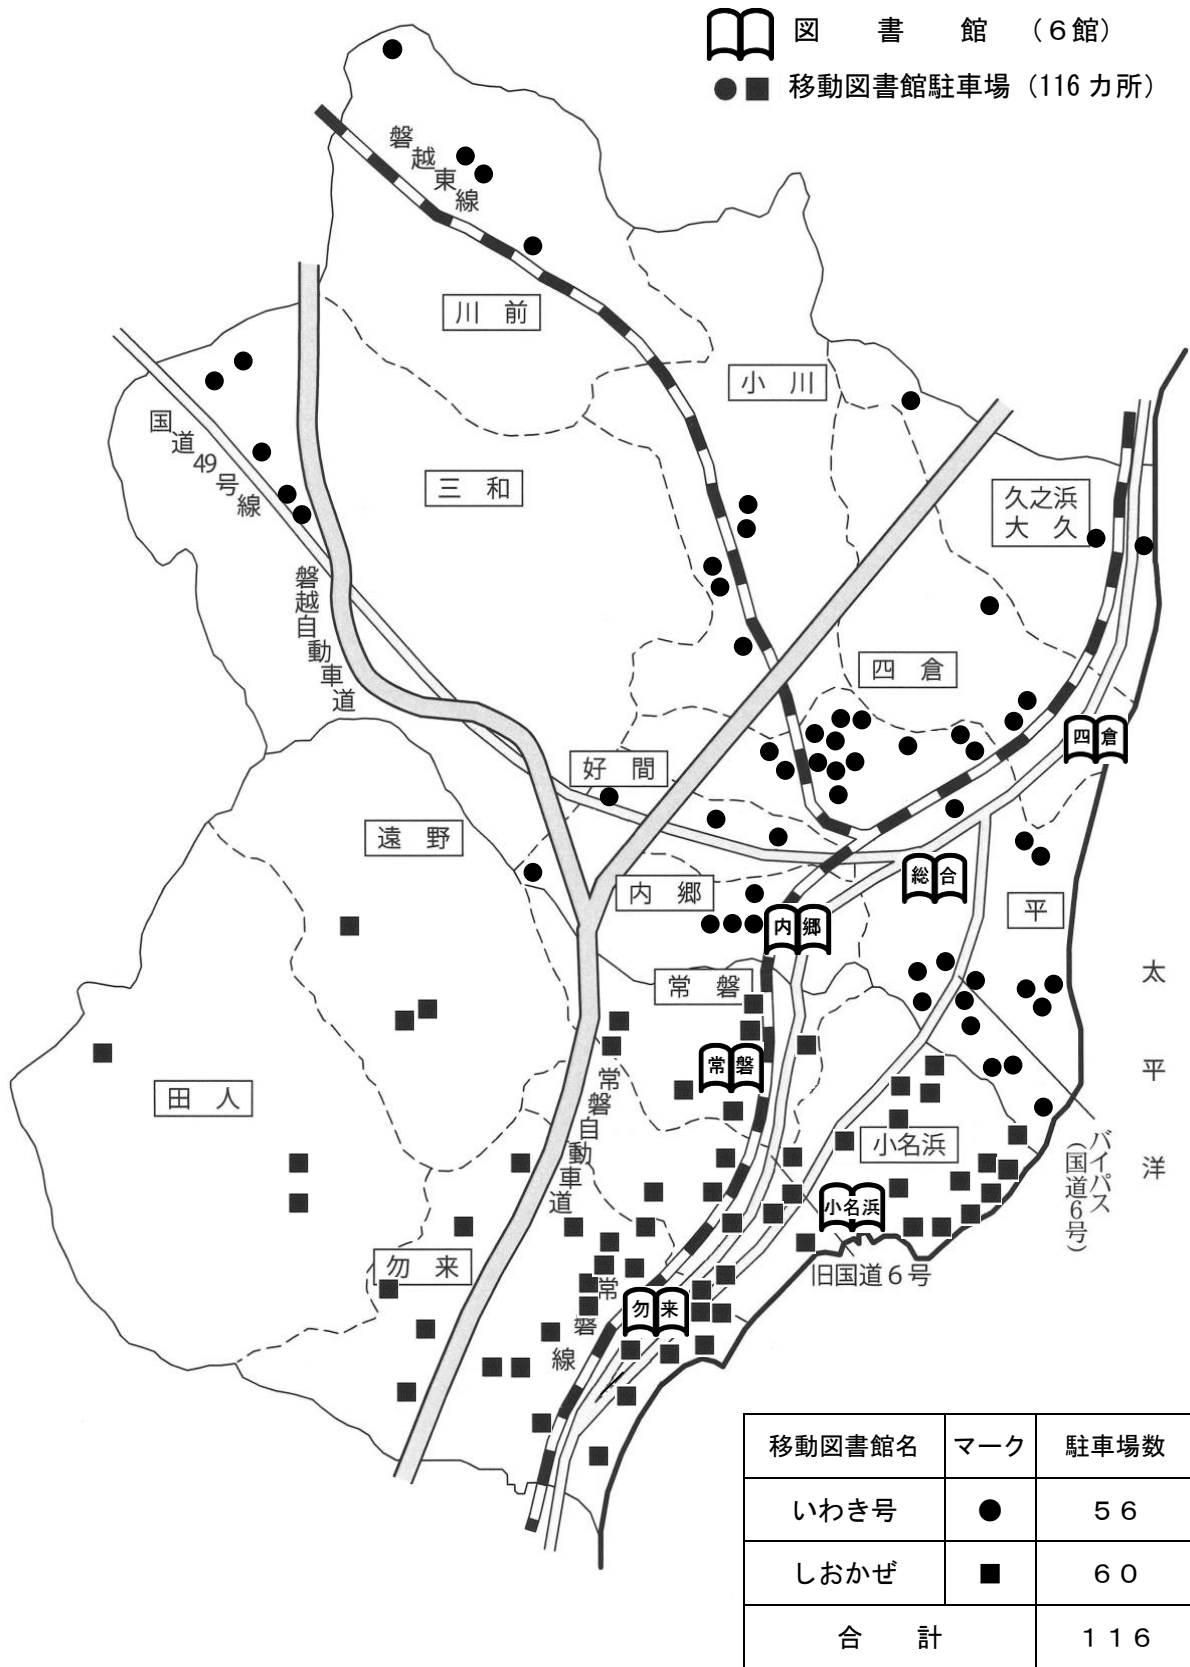 図　書　館　（６館）
●■ 移動図書館駐車場（116カ所）
磐越東線
川　前
小　川
国道49号線
三　和
久之浜
大　久
磐越自動車道
四　倉
四倉
好　間
遠　野
総合
内　郷
平
内郷
常　磐
太平洋
常磐
田　人
常磐自動車道
小名浜
バイパス
（国道６号）
小名浜
勿　来
旧国道６号
勿来
常磐線
移動図書館名 マーク 駐車場数
いわき号 ● ５６
しおかぜ ■ ６０
合　計 １１６